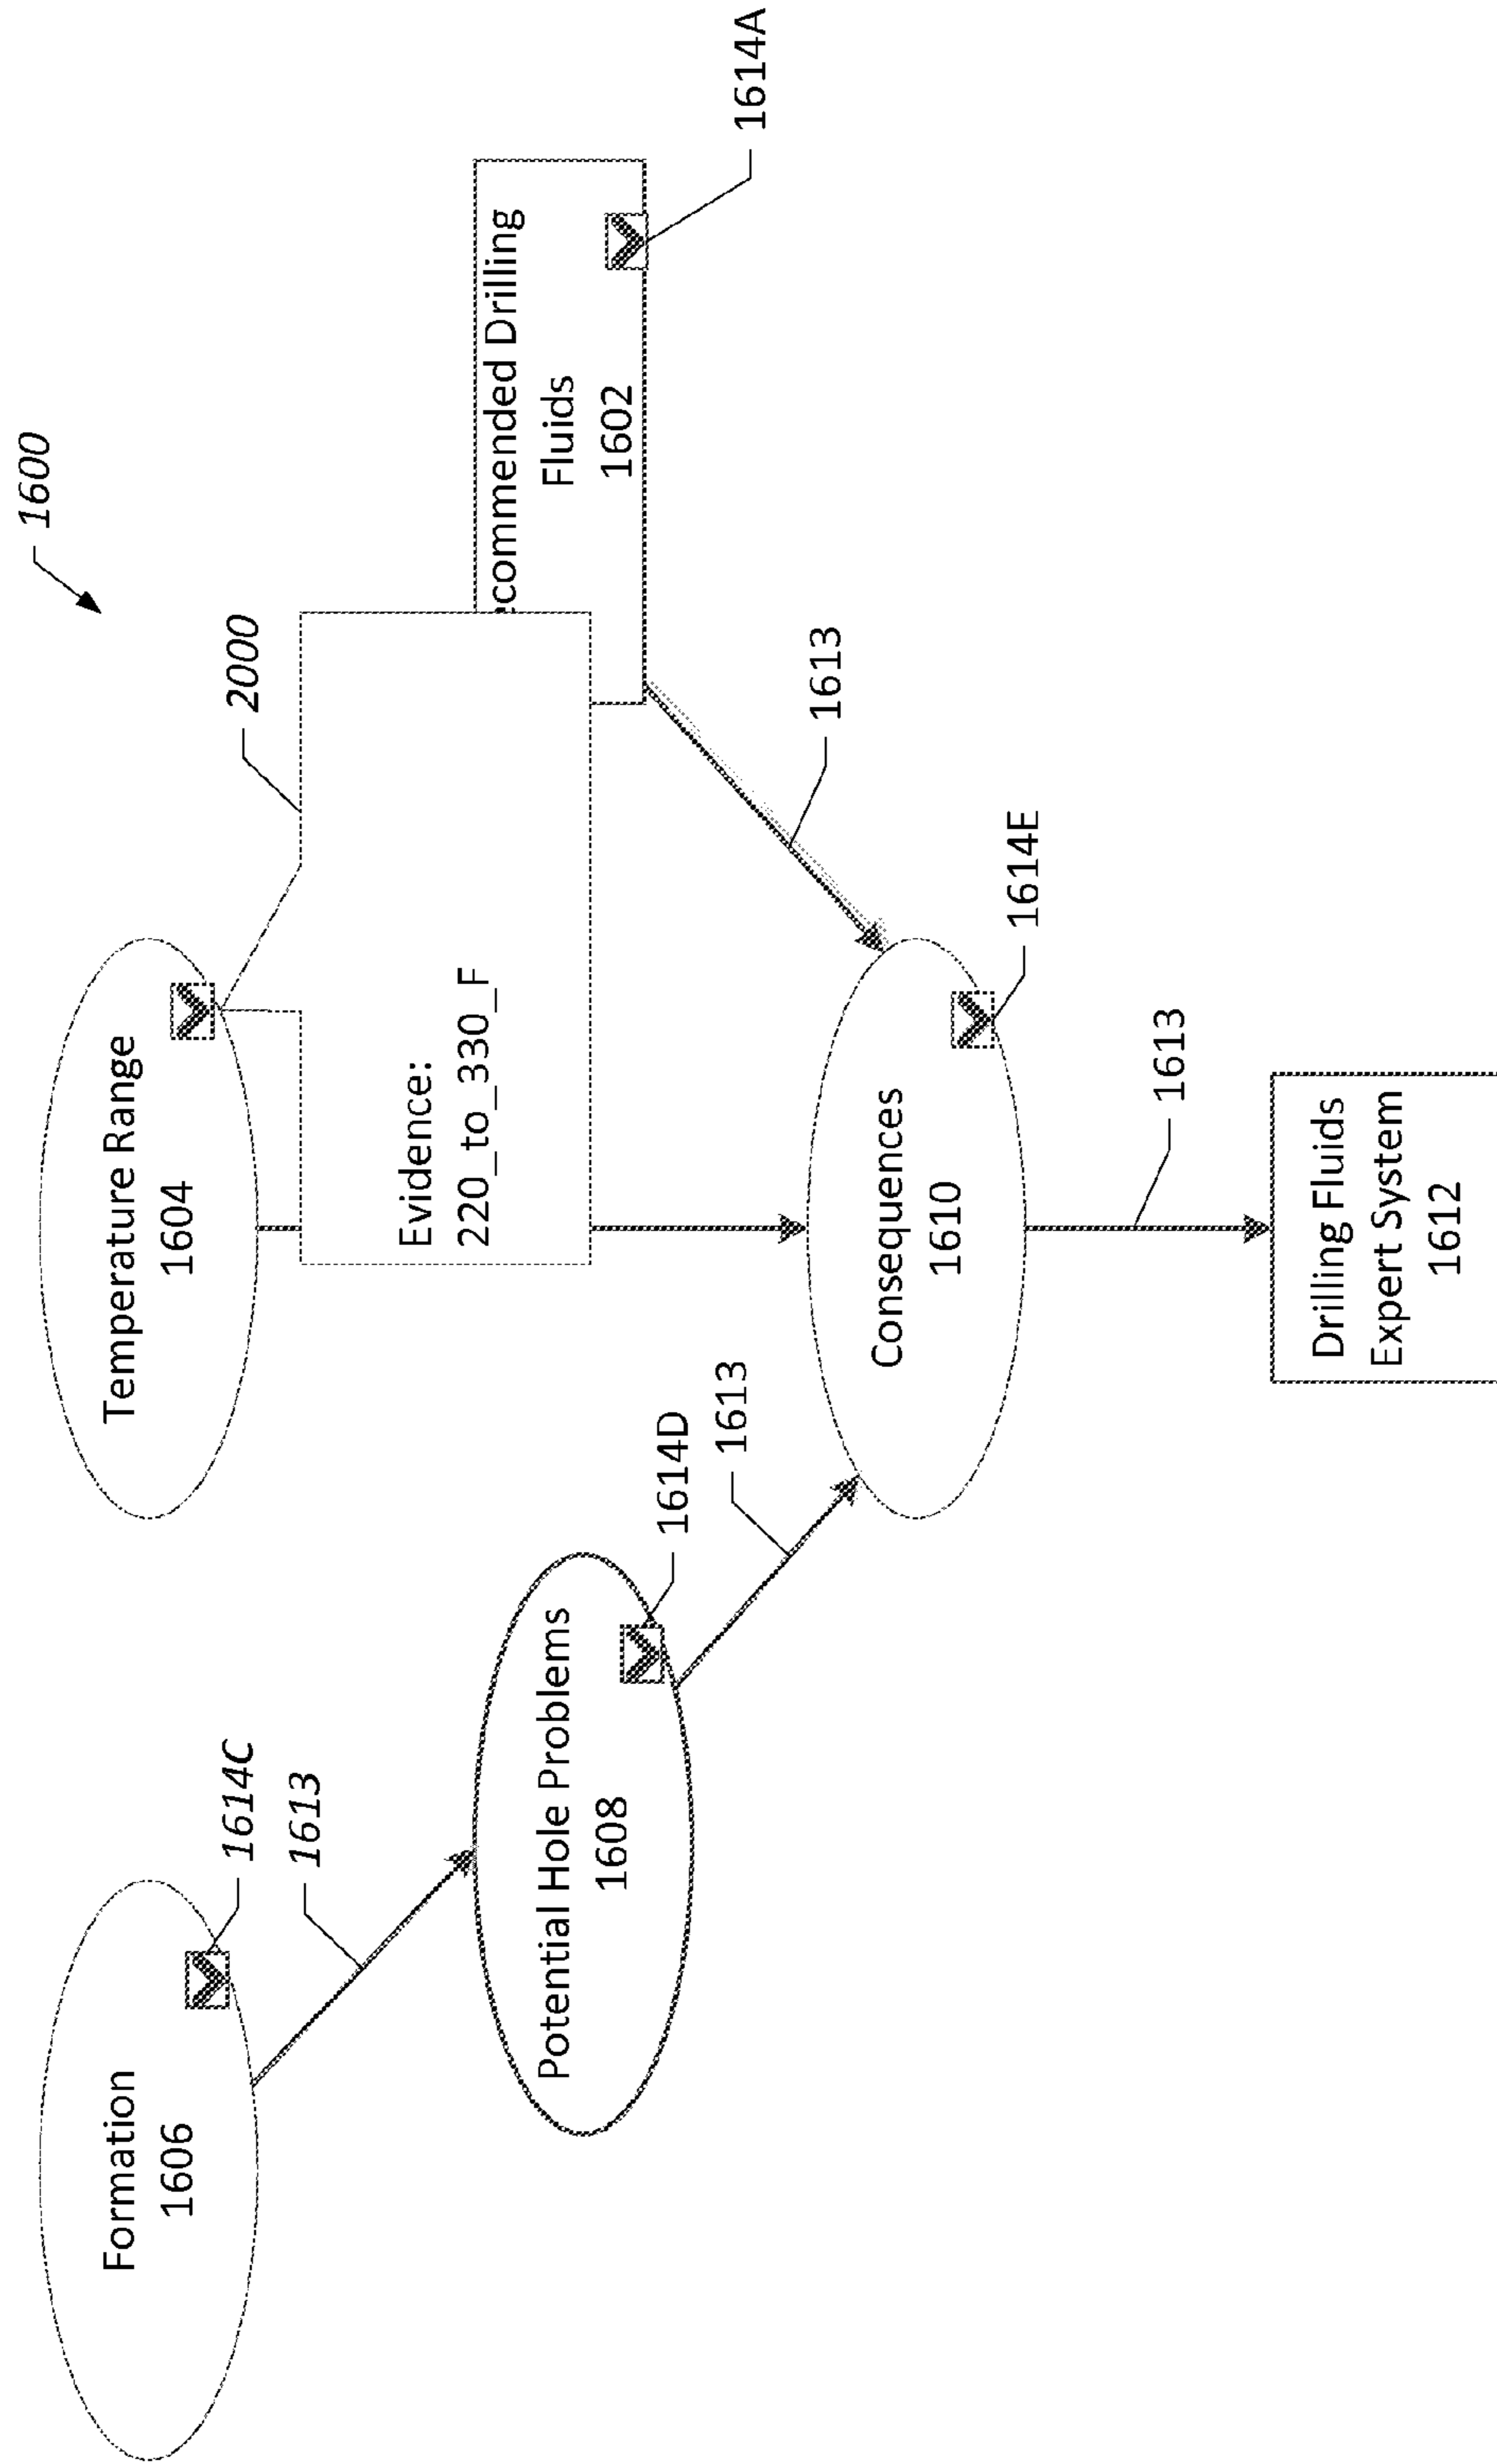 1600
Formation
1606
1614C
1613
Temperature Range
1604
2000
Evidence:
220_to_330_F
commended Drilling
Fluids
1602
1614A
Potential Hole Problems
1608
1614D
1613
1613
Consequences
1610
1614E
1613
Drilling Fluids
Expert System
1612